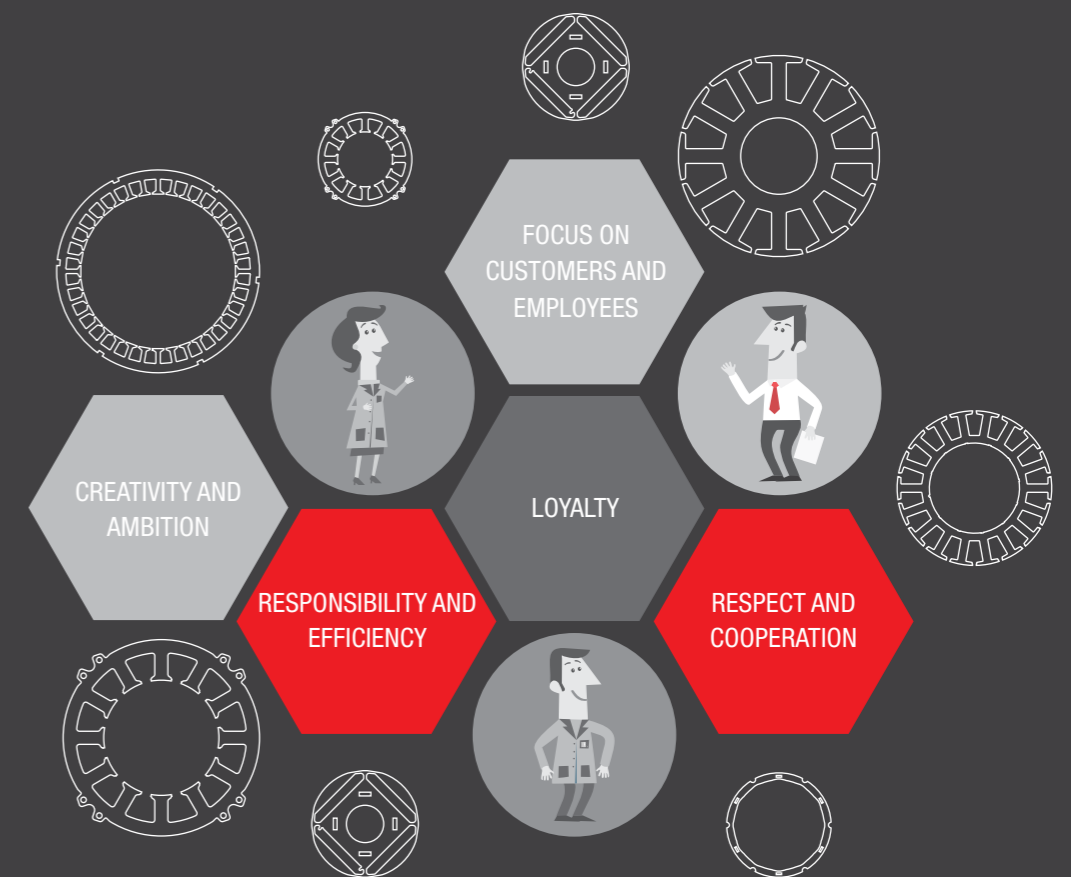 FOCUS ON
CUSTOMERS AND
EMPLOYEES
CREATIVITY AND
AMBITION
LOYALTY
RESPONSIBILITY AND
EFFICIENCY
RESPECT AND
COOPERATION